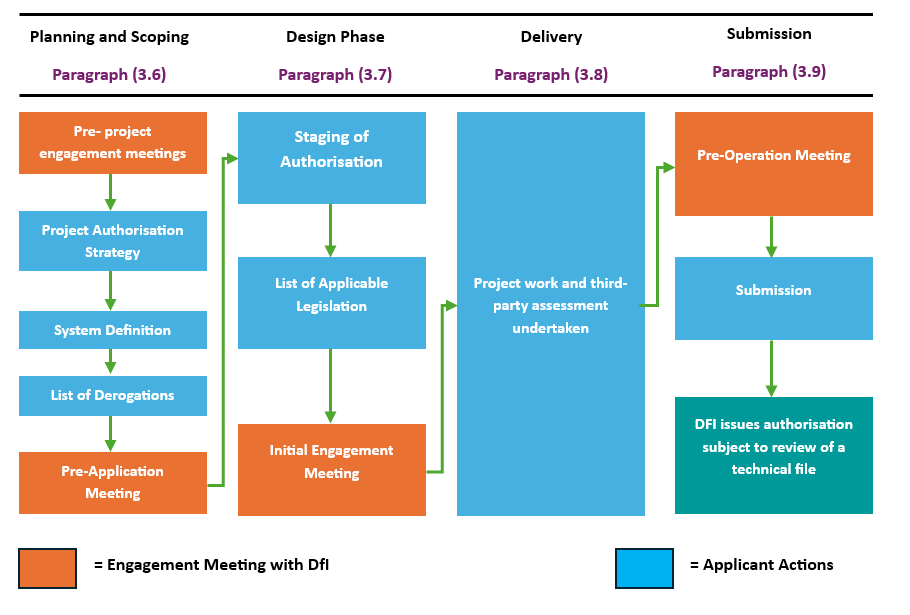 Planning and Scoping
Paragraph (3.6)
Design Phase
Paragraph (3.7)
Delivery
Paragraph (3.8)
Submission
Paragraph (3.9)
Pre- project
engagement meetings
Project Authorisation
Strategy
System Definition
List of Derogations
Pre-Application
Meeting
Staging of
Authorisation
List of Applicable
Legislation
Initial Engagement
Meeting
Project work and third-
party assessment
undertaken
Pre-Operation Meeting
Submission
DFI issues authorisation
subject to review of a
technical file
= Engagement Meeting with DfI
= Applicant Actions